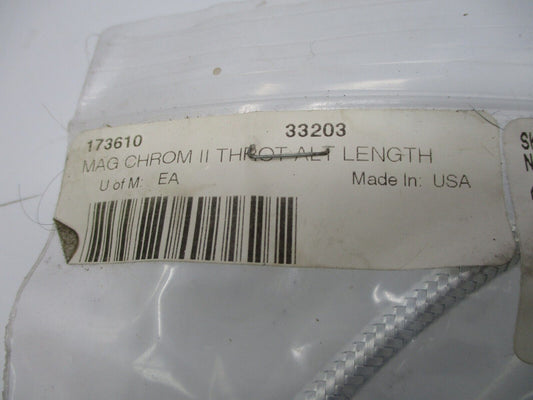 173610 33203
MAG CHROM II THROT ALT LENGTH
U of M: EA Made In: USA